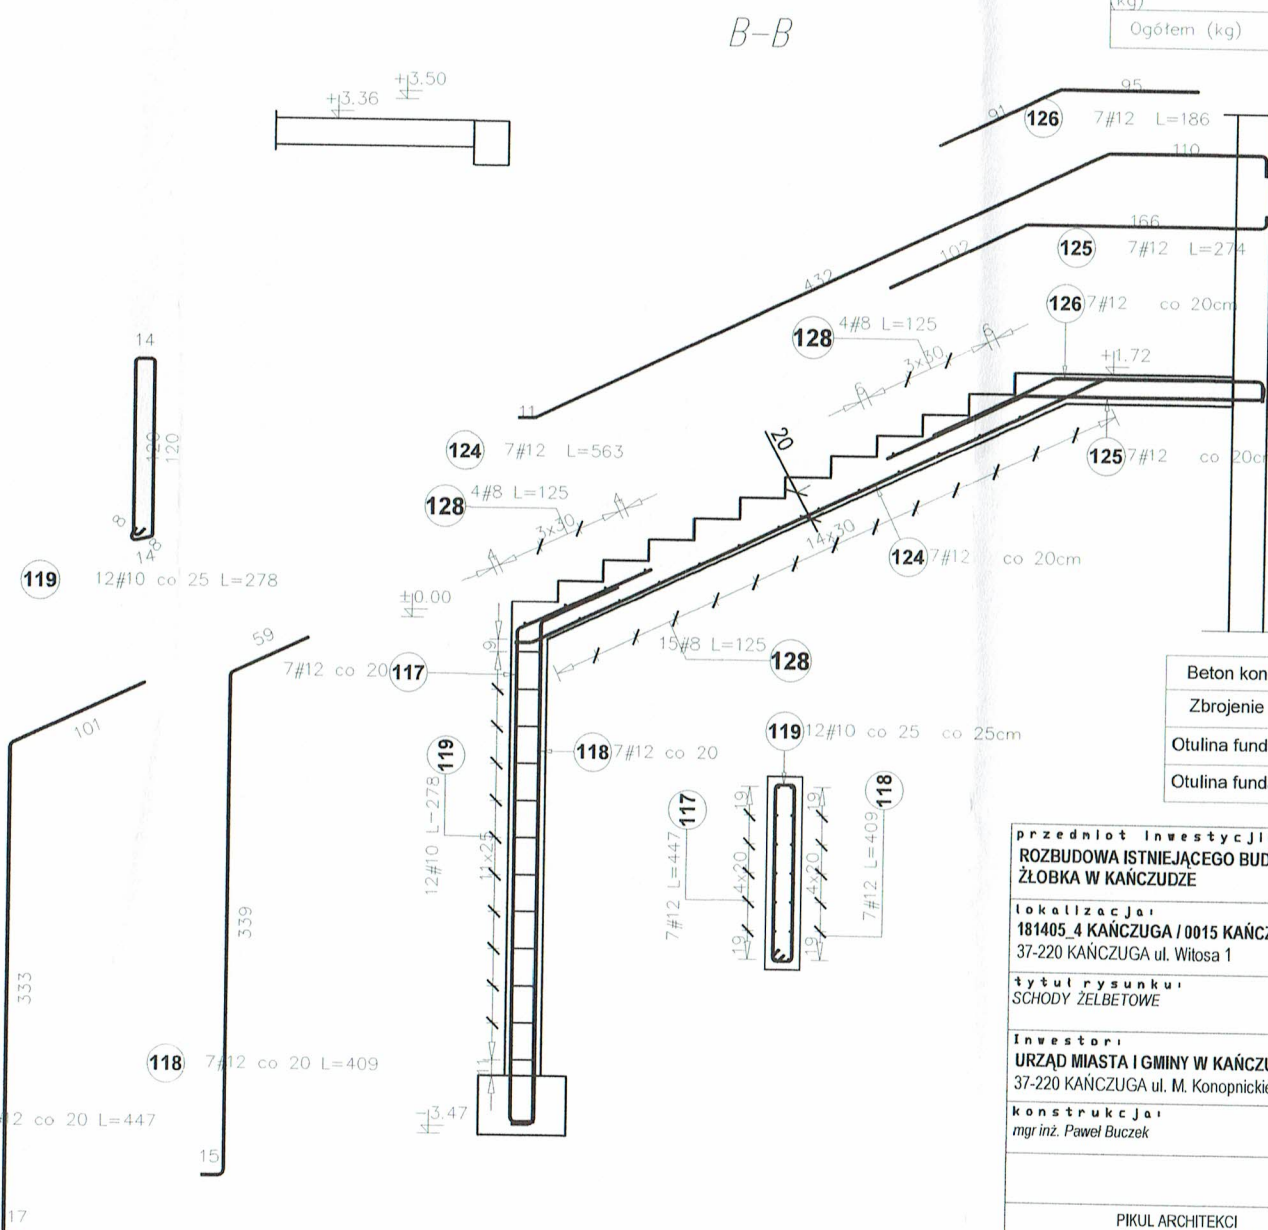 (kg)
Ogółem (kg)
B-B
+3.50
+3.36
95
91
126 7#12 L=186
110
166
102
125 7#12 L=274
432
126 7#12 co 20cm
128 4#8 L=125
3x30
6
6
+1.72
14
120
120
8
8
14
119 12#10 co 25 L=278
11
124 7#12 L=563
20
125 7#12 co 20cm
128 4#8 L=125
3x30
4
4
14x30
124 7#12 co 20cm
±0.00
59
7#12 co 20 117
9
15#8 L=125 128
101
119
12#10 L=278
11x25
118 7#12 co 20
119 12#10 co 25 co 25cm
117
7#12 L=447
19
4x20
19
19
4x20
19
118
7#12 L=409
339
333
118 7#12 co 20 L=409
11
-3.47
12 co 20 L=447
15
17
Beton kon
Zbrojenie
Otulina fund
Otulina fund
przedmiot inwestycji
ROZBUDOWA ISTNIEJĄCEGO BUD
ŻŁOBKA W KAŃCZUDZE
lokalizacja:
181405_4 KAŃCZUGA / 0015 KAŃCZ
37-220 KAŃCZUGA ul. Witosa 1
tytuł rysunku:
SCHODY ŻELBETOWE
Inwestor:
URZĄD MIASTA I GMINY W KAŃCZU
37-220 KAŃCZUGA ul. M. Konopnickie
konstrukcja:
mgr inż. Paweł Buczek
PIKUL ARCHITEKCI